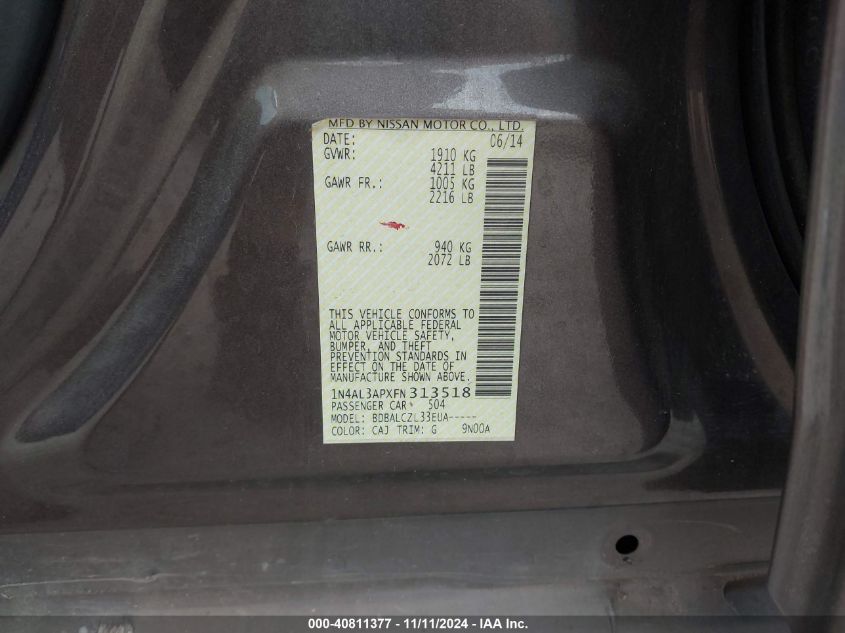 MFD BY NISSAN MOTOR CO., LTD.
DATE: 06/14
GVWR: 1910 KG
4211 LB
GAWR FR.: 1005 KG
2216 LB
GAWR RR.: 940 KG
2072 LB
THIS VEHICLE CONFORMS TO
ALL APPLICABLE FEDERAL
MOTOR VEHICLE SAFETY,
BUMPER, AND THEFT
PREVENTION STANDARDS IN
EFFECT ON THE DATE OF
MANUFACTURE SHOWN ABOVE.
1N4AL3APXFN313518
PASSENGER CAR 504
MODEL: BDBALCZL33EUA-----
COLOR: CAJ TRIM: G 9N00A
000-40811377 - 11/11/2024 - IAA Inc.